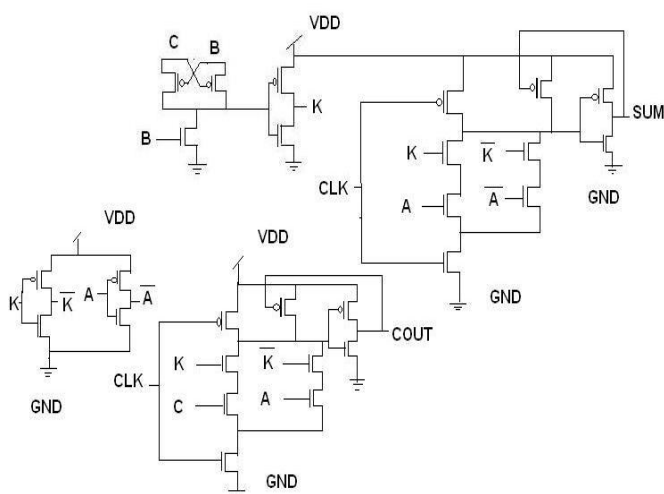 C
B
VDD
K
B
SUM
K
K̅
CLK
A
A̅
GND
GND
VDD
K
K̅
A
A̅
GND
VDD
COUT
K
K̅
CLK
C
A
GND